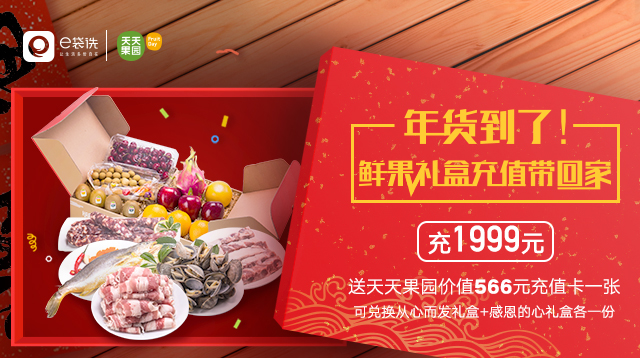 e袋洗
天天果园
Fruit Day
年货到了！
鲜果礼盒充值带回家
充1999元
送天天果园价值566元充值卡一张
可兑换从心而发礼盒+感恩的心礼盒各一份